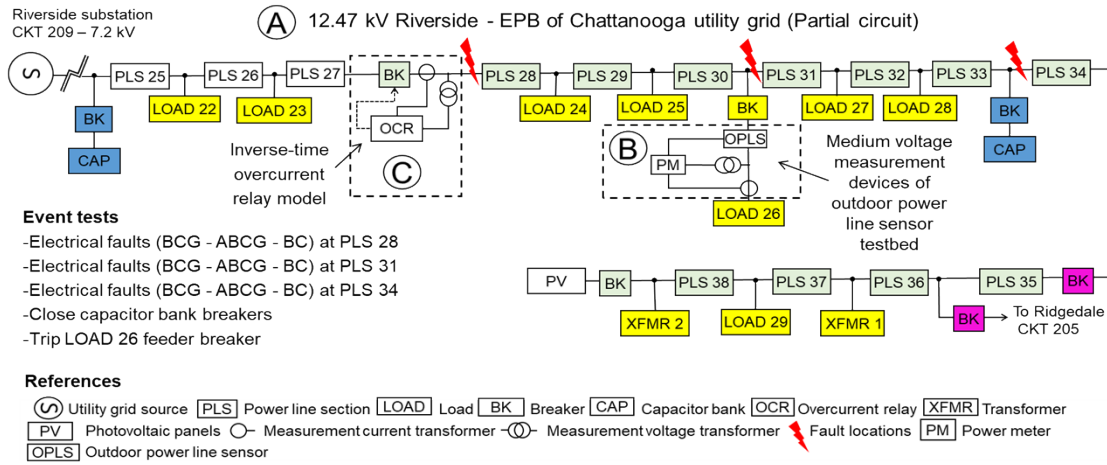 Riverside substation
CKT 209 – 7.2 kV
A 12.47 kV Riverside - EPB of Chattanooga utility grid (Partial circuit)
S PLS 25 PLS 26 PLS 27 BK PLS 28 PLS 29 PLS 30 PLS 31 PLS 32 PLS 33 PLS 34
BK LOAD 22 LOAD 23 LOAD 24 LOAD 25 BK LOAD 27 LOAD 28 BK
OCR
CAP CAP
Inverse-time
overcurrent
relay model
C
B
OPLS
PM
LOAD 26
Medium voltage
measurement
devices of
outdoor power
line sensor
testbed
Event tests
-Electrical faults (BCG - ABCG - BC) at PLS 28
-Electrical faults (BCG - ABCG - BC) at PLS 31
-Electrical faults (BCG - ABCG - BC) at PLS 34
-Close capacitor bank breakers
-Trip LOAD 26 feeder breaker
PV BK PLS 38 PLS 37 PLS 36 PLS 35 BK
XFMR 2 LOAD 29 XFMR 1 BK
To Ridgedale
CKT 205
References
S Utility grid source PLS Power line section LOAD Load BK Breaker CAP Capacitor bank OCR Overcurrent relay XFMR Transformer
PV Photovoltaic panels Measurement current transformer Measurement voltage transformer Fault locations PM Power meter
OPLS Outdoor power line sensor